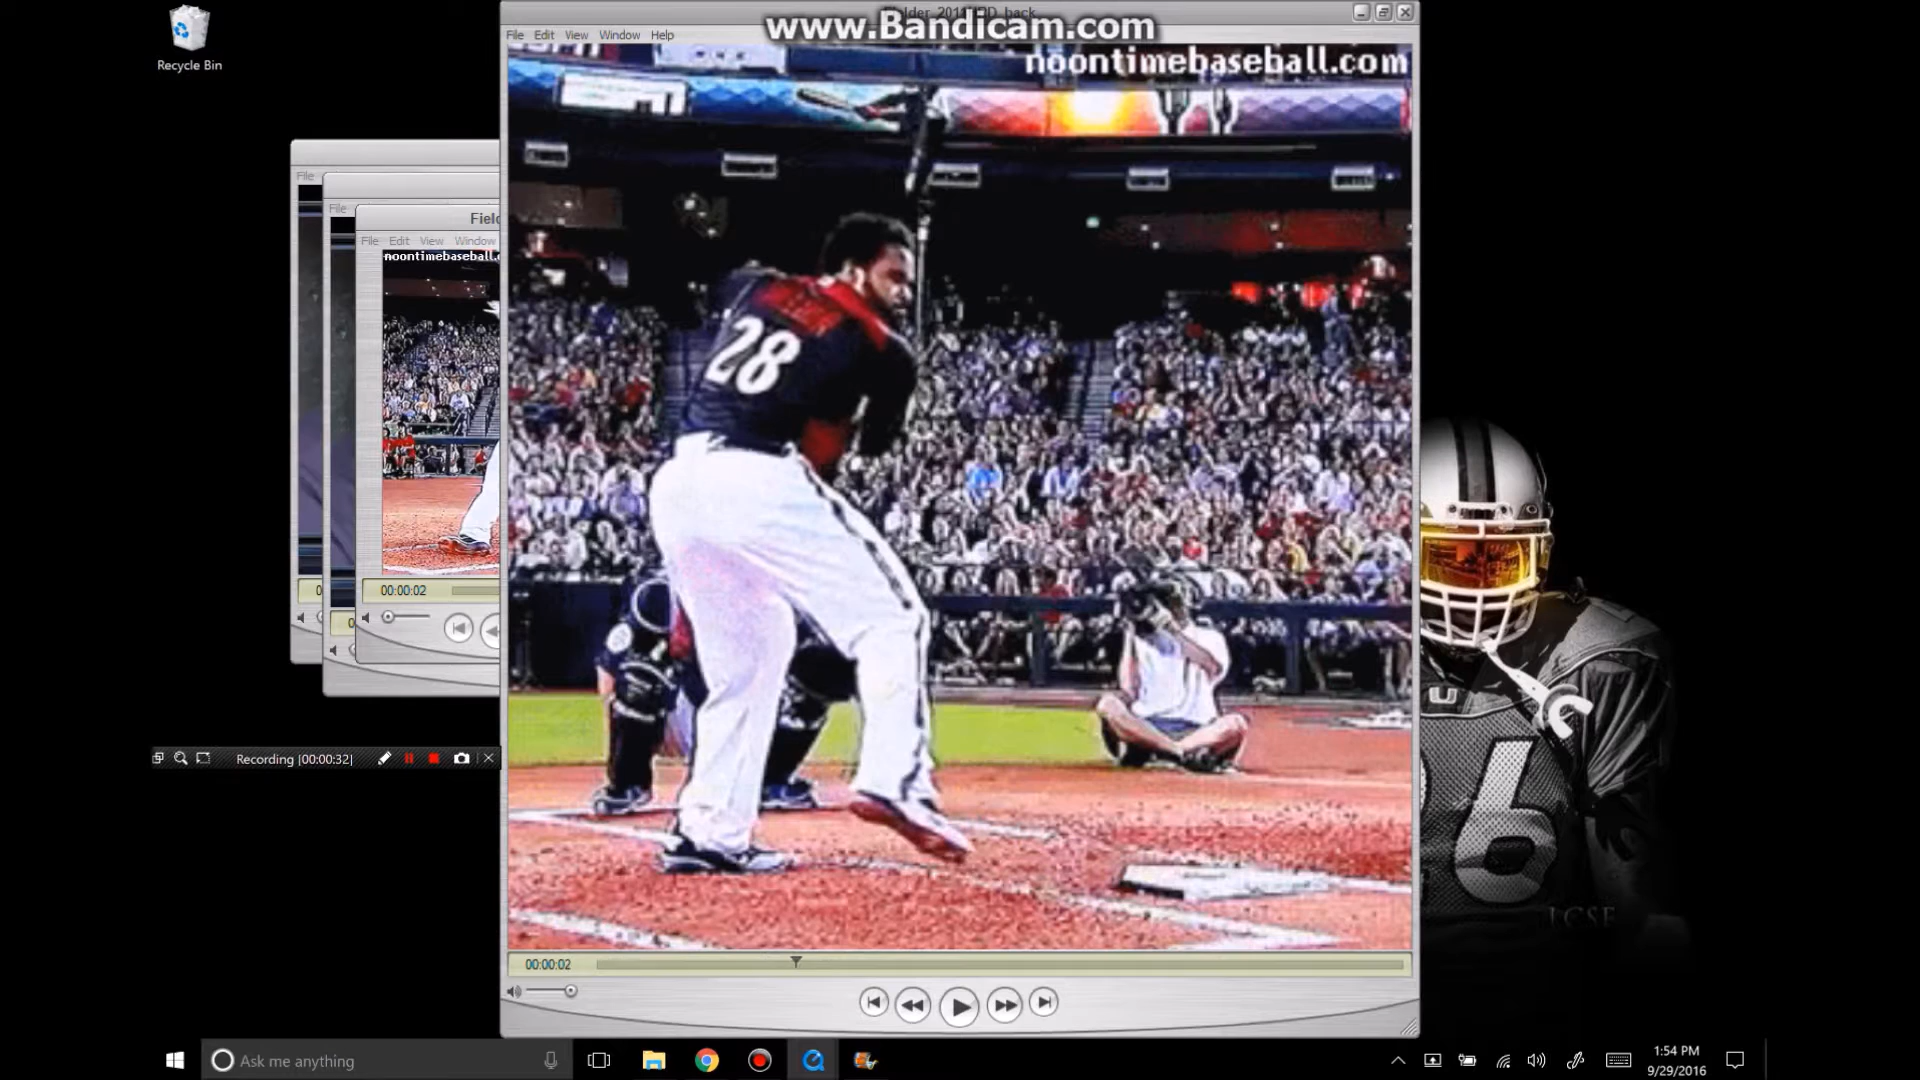 Recycle Bin
www.Bandicam.com
File Edit View Window Help
noontimebaseball.com
File
File
Field
File Edit View Window
noontimebaseball.
28
00:00:02
Recording [00:00:32]
00:00:02
Ask me anything
1:54 PM
9/29/2016